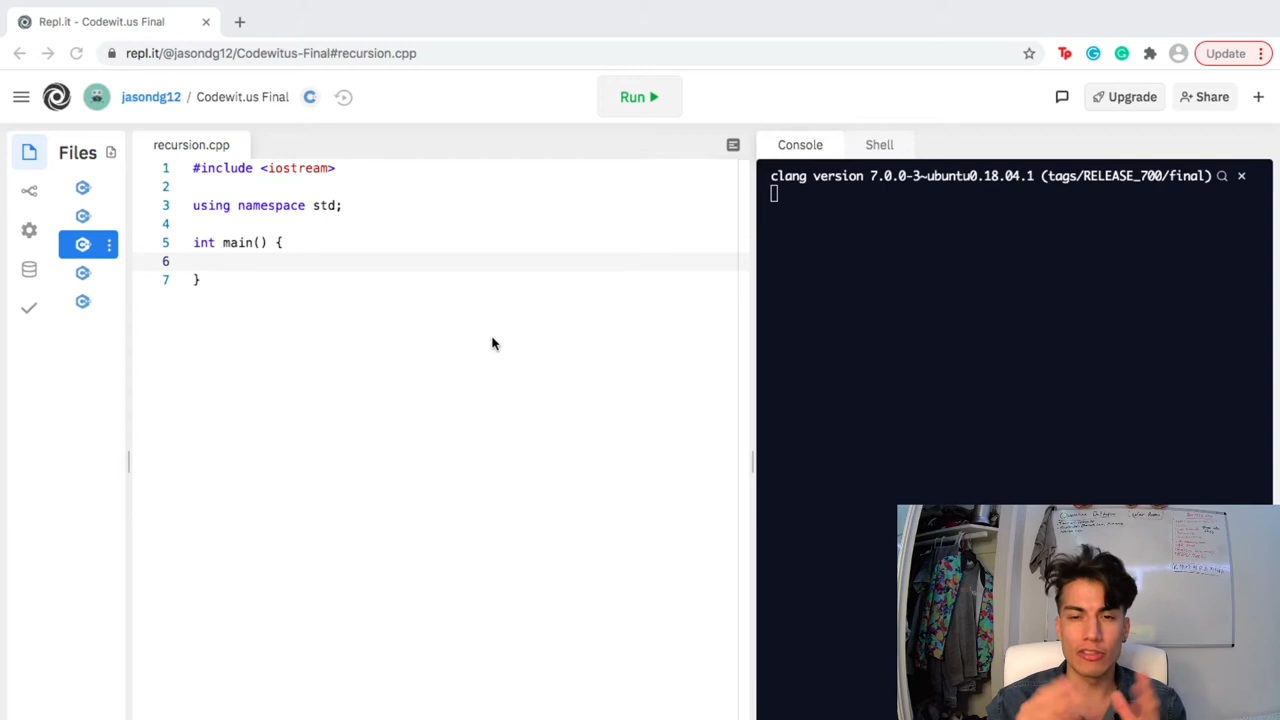 Repl.it - Codewit.us Final
repl.it/@jasondg12/Codewitus-Final#recursion.cpp
Update
jasondg12 / Codewit.us Final
Run
Upgrade
Share
Files
recursion.cpp
Console
Shell
1 #include <iostream>
2
3 using namespace std;
4
5 int main() {
6
7 }
clang version 7.0.0-3~ubuntu0.18.04.1 (tags/RELEASE_700/final)